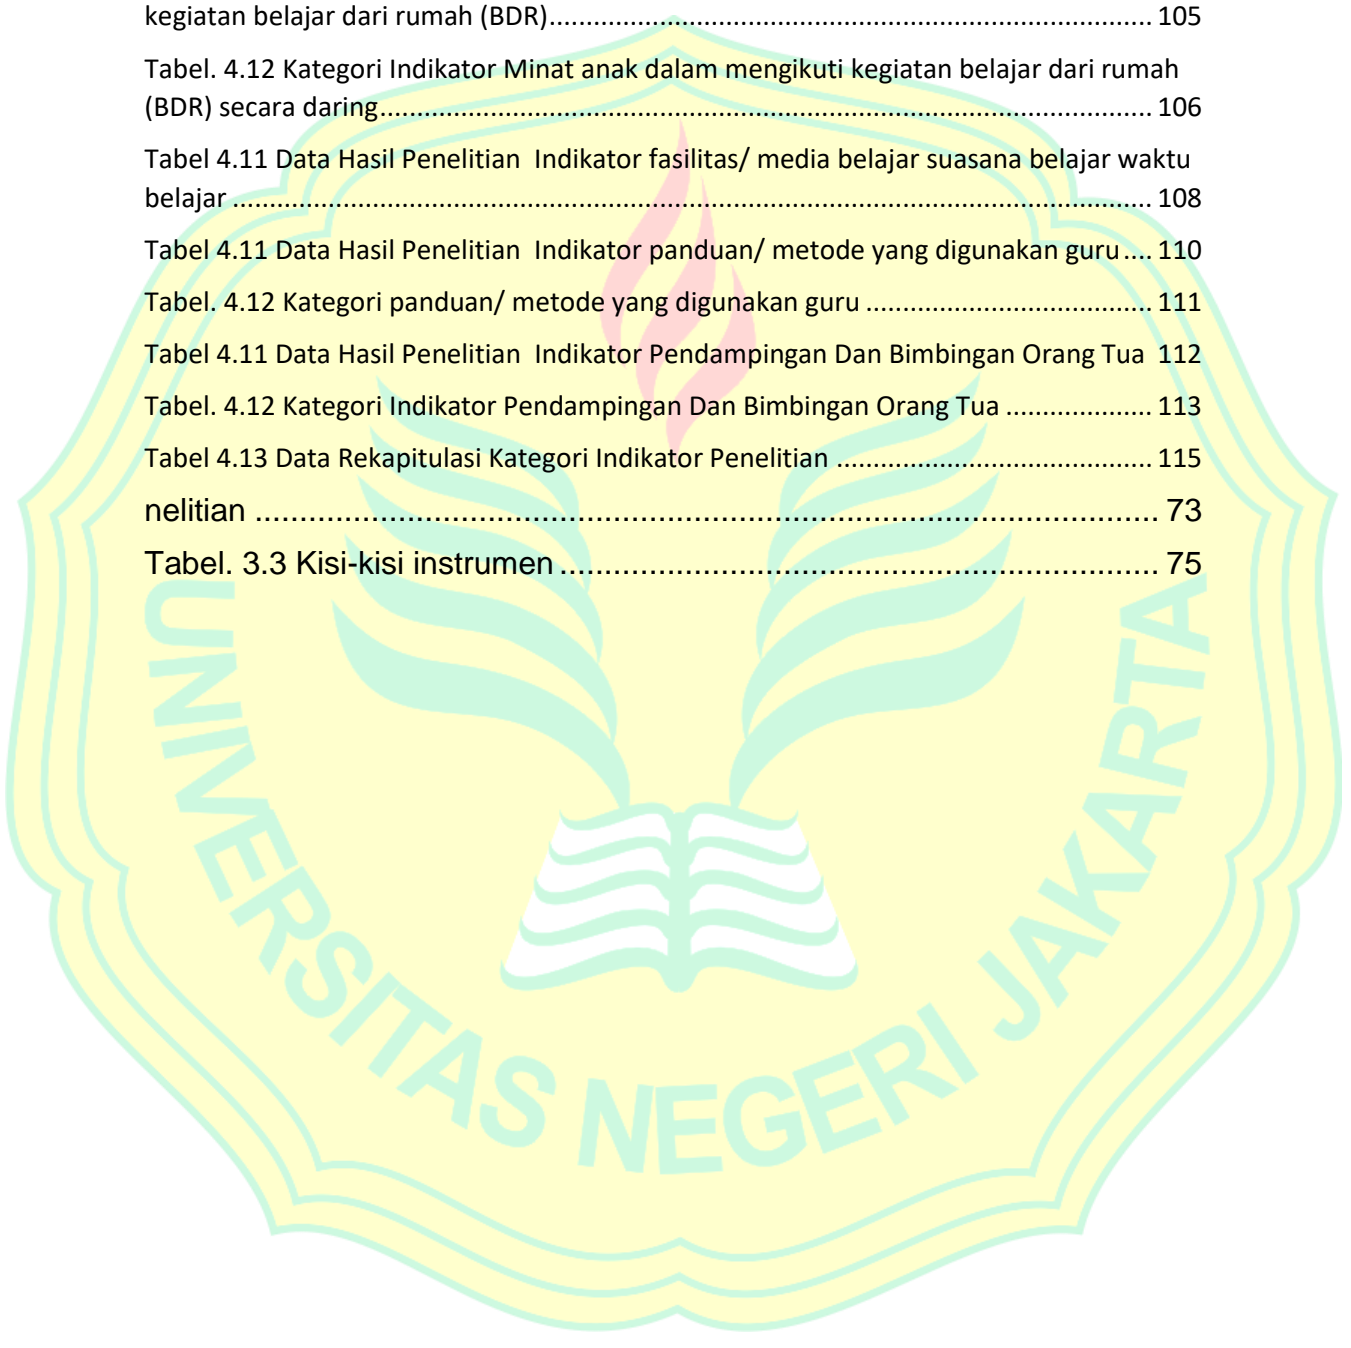 kegiatan belajar dari rumah (BDR)................................................................................ 105
Tabel. 4.12 Kategori Indikator Minat anak dalam mengikuti kegiatan belajar dari rumah
(BDR) secara daring....................................................................................................... 106
Tabel 4.11 Data Hasil Penelitian  Indikator fasilitas/ media belajar suasana belajar waktu
belajar ........................................................................................................................... 108
Tabel 4.11 Data Hasil Penelitian  Indikator panduan/ metode yang digunakan guru.... 110
Tabel. 4.12 Kategori panduan/ metode yang digunakan guru ...................................... 111
Tabel 4.11 Data Hasil Penelitian  Indikator Pendampingan Dan Bimbingan Orang Tua  112
Tabel. 4.12 Kategori Indikator Pendampingan Dan Bimbingan Orang Tua ................... 113
Tabel 4.13 Data Rekapitulasi Kategori Indikator Penelitian .......................................... 115
nelitian .................................................................................................... 73
Tabel. 3.3 Kisi-kisi instrumen .................................................................. 75
UNIVERSITAS NEGERI JAKARTA